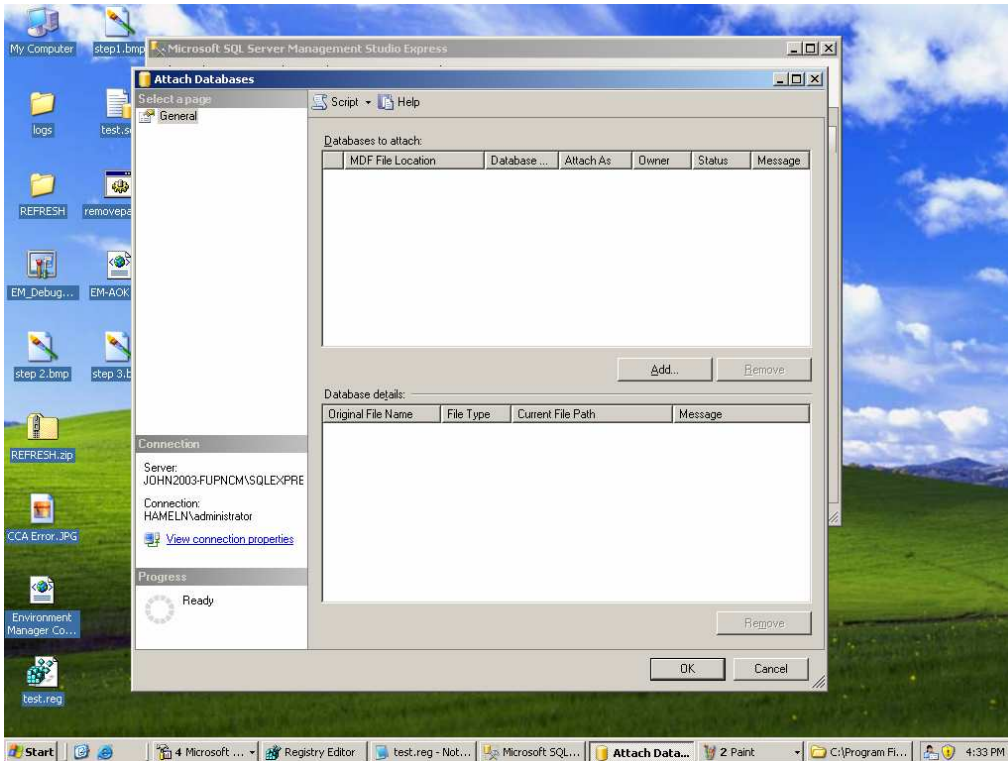 My Computer
step1.bmp
logs
test.s
REFRESH
removepa
EM_Debug...
EM-AOK
step 2.bmp
step 3.b
REFRESH.zip
CCA Error.JPG
Environment
Manager Co...
test.reg
Microsoft SQL Server Management Studio Express
Attach Databases
Select a page
General
Script
Help
Databases to attach:
MDF File Location
Database ...
Attach As
Owner
Status
Message
Add...
Remove
Database details:
Original File Name
File Type
Current File Path
Message
Remove
Connection
Server:
JOHN2003-FUPNCM\SQLEXPRE
Connection:
HAMELN\administrator
View connection properties
Progress
Ready
OK
Cancel
Start
4 Microsoft ...
Registry Editor
test.reg - Not...
Microsoft SQL...
Attach Data...
2 Paint
C:\Program Fi...
4:33 PM